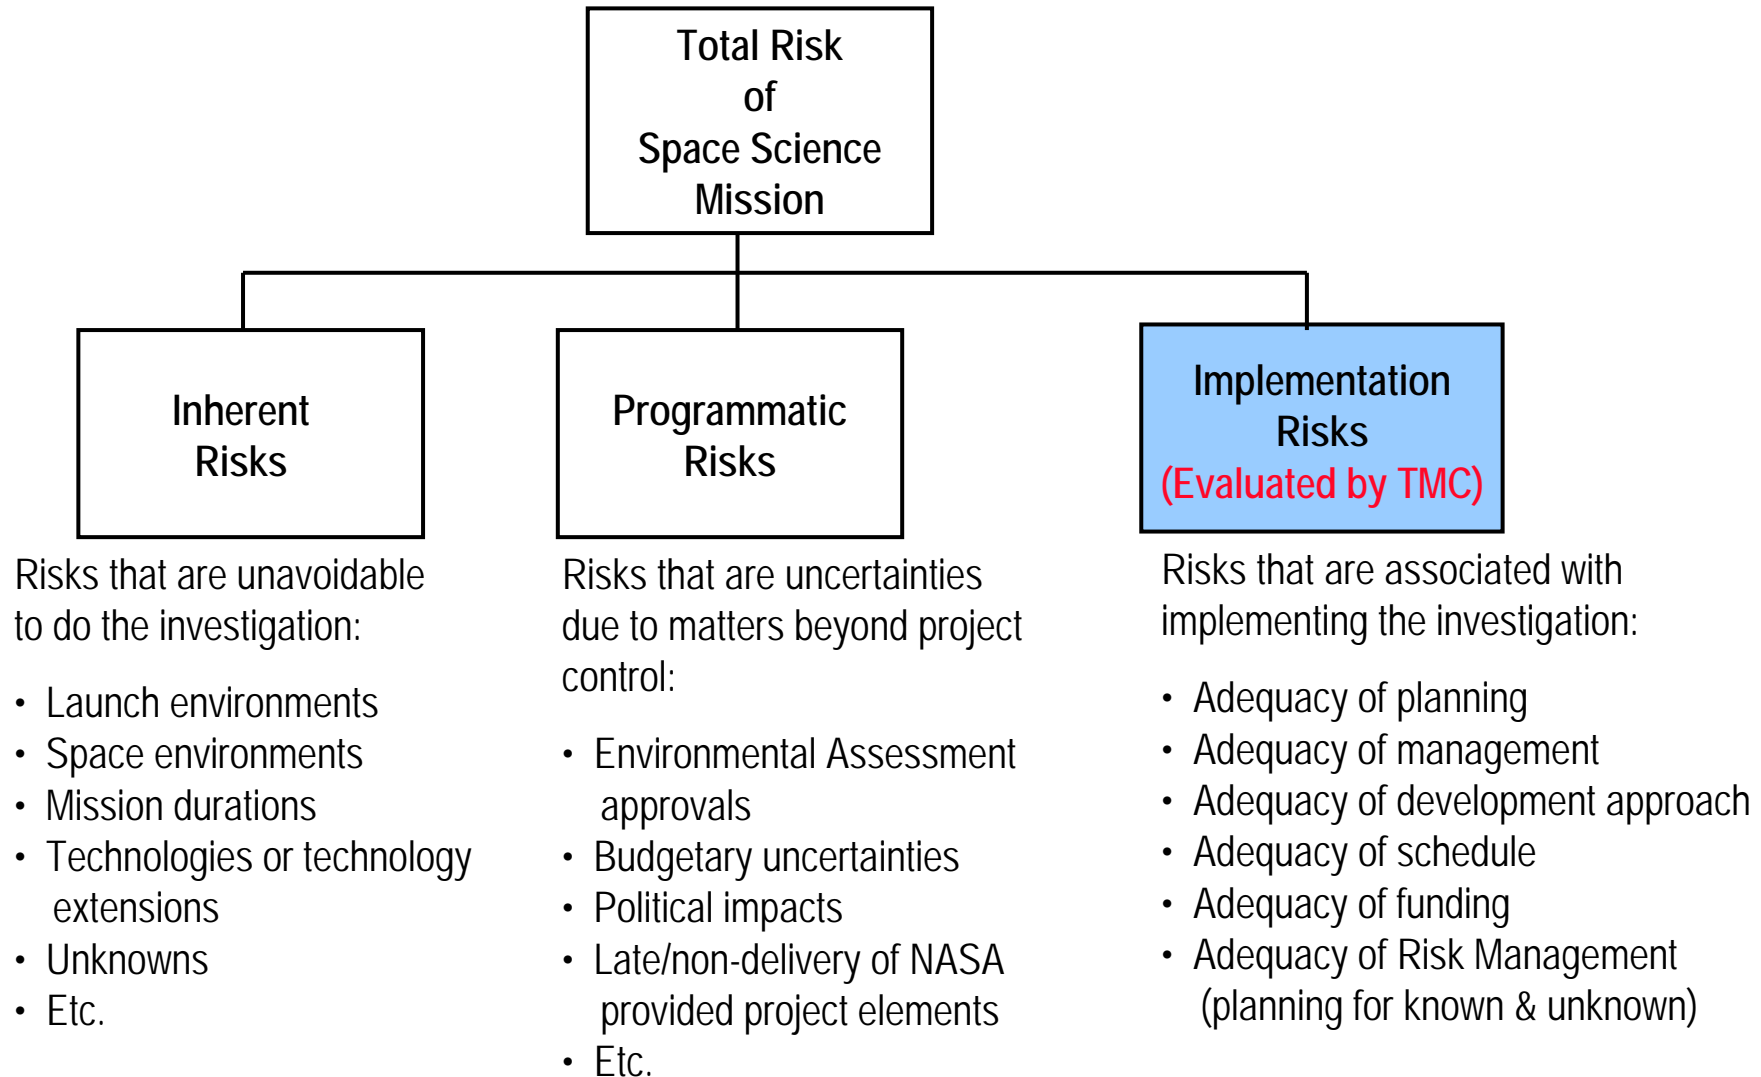 Total Risk
of
Space Science
Mission
Inherent
Risks
Programmatic
Risks
Implementation
Risks
(Evaluated by TMC)
Risks that are unavoidable
to do the investigation:
• Launch environments
• Space environments
• Mission durations
• Technologies or technology
extensions
• Unknowns
• Etc.
Risks that are uncertainties
due to matters beyond project
control:
• Environmental Assessment
approvals
• Budgetary uncertainties
• Political impacts
• Late/non-delivery of NASA
provided project elements
• Etc.
Risks that are associated with
implementing the investigation:
• Adequacy of planning
• Adequacy of management
• Adequacy of development approach
• Adequacy of schedule
• Adequacy of funding
• Adequacy of Risk Management
(planning for known & unknown)